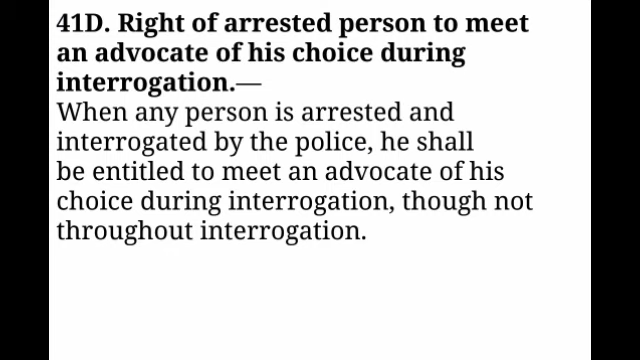 41D. Right of arrested person to meet
an advocate of his choice during
interrogation.—
When any person is arrested and
interrogated by the police, he shall
be entitled to meet an advocate of his
choice during interrogation, though not
throughout interrogation.